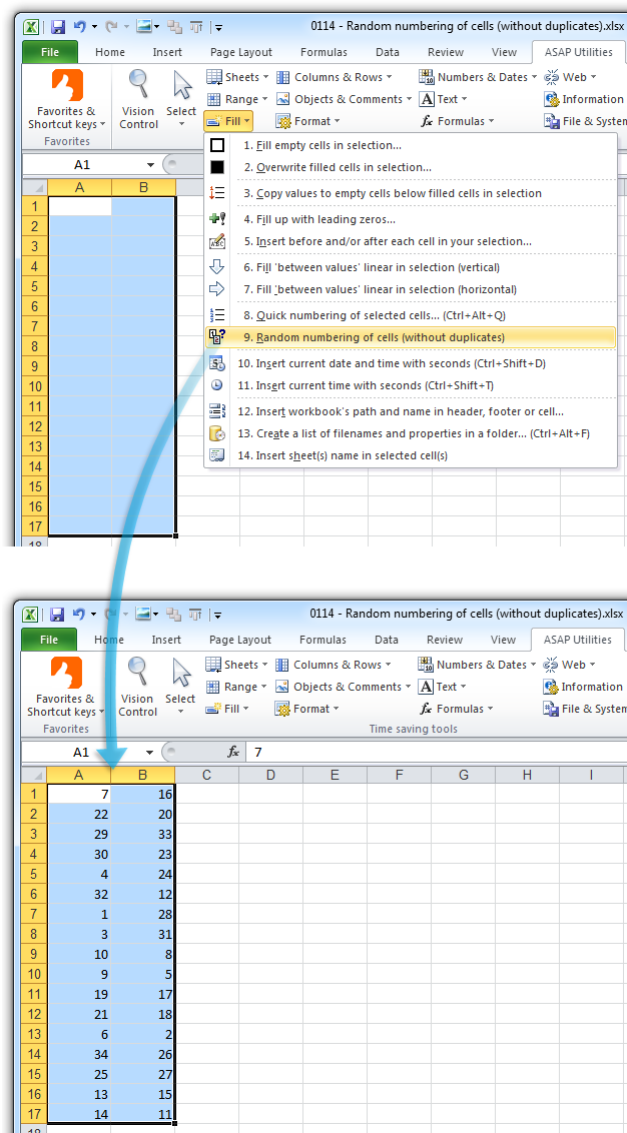 0114 - Random numbering of cells (without duplicates).xlsx
File Home Insert Page Layout Formulas Data Review View ASAP Utilities
Sheets Columns & Rows Numbers & Dates Web
Favorites & Shortcut keys Vision Control Select Range Objects & Comments Text Information
Fill Format Formulas File & System
Favorites
A1
A B
1 1. Fill empty cells in selection...
2 2. Overwrite filled cells in selection...
3 3. Copy values to empty cells below filled cells in selection
4 4. Fill up with leading zeros...
5 5. Insert before and/or after each cell in your selection...
6 6. Fill 'between values' linear in selection (vertical)
7 7. Fill 'between values' linear in selection (horizontal)
8 8. Quick numbering of selected cells... (Ctrl+Alt+Q)
9 9. Random numbering of cells (without duplicates)
10 10. Insert current date and time with seconds (Ctrl+Shift+D)
11 11. Insert current time with seconds (Ctrl+Shift+T)
12 12. Insert workbook's path and name in header, footer or cell...
13 13. Create a list of filenames and properties in a folder... (Ctrl+Alt+F)
14 14. Insert sheet(s) name in selected cell(s)
15
16
17
18
0114 - Random numbering of cells (without duplicates).xlsx
File Home Insert Page Layout Formulas Data Review View ASAP Utilities
Sheets Columns & Rows Numbers & Dates Web
Favorites & Shortcut keys Vision Control Select Range Objects & Comments Text Information
Fill Format Formulas File & System
Favorites Time saving tools
A1 fx 7
A B C D E F G H I
1 7 16
2 22 20
3 29 33
4 30 23
5 4 24
6 32 12
7 1 28
8 3 31
9 10 8
10 9 5
11 19 17
12 21 18
13 6 2
14 34 26
15 25 27
16 13 15
17 14 11
18